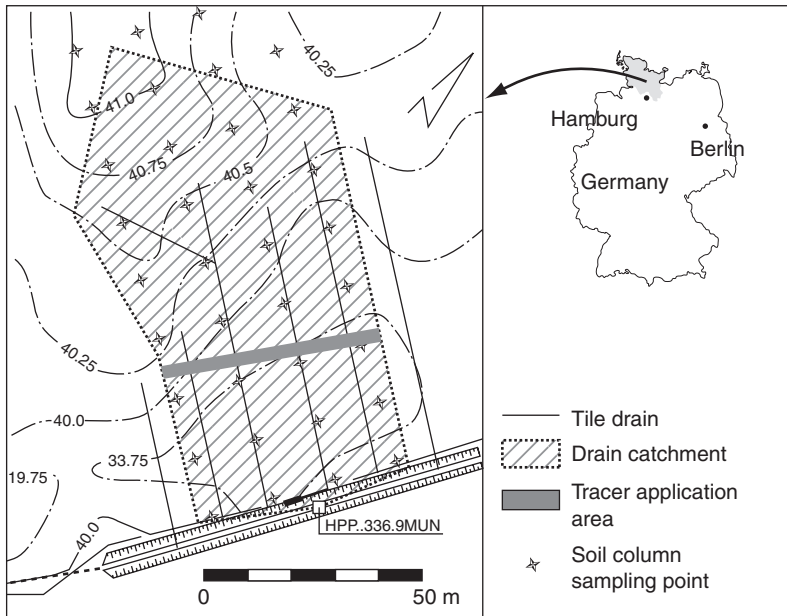 40.25
41.0
40.75
40.5
40.25
40.0
33.75
19.75
40.0
HPP..336.9MUN
0
50 m
Hamburg
Berlin
Germany
Tile drain
Drain catchment
Tracer application
area
Soil column
sampling point